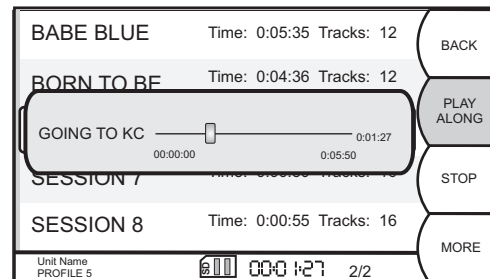 BABE BLUE Time: 0:05:35 Tracks: 12
BACK
BORN TO BE Time: 0:04:36 Tracks: 12
PLAY
ALONG
GOING TO KC 0:01:27
00:00:00 0:05:50
SESSION 7
STOP
SESSION 8 Time: 0:00:55 Tracks: 16
MORE
Unit Name
PROFILE 5
SD 000:1:27 2/2